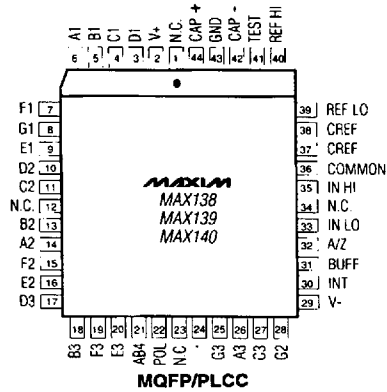 A1 B1 C1 D1 V+ N.C. CAP + GND CAP - TEST REF HI
6 5 4 3 2 1 44 43 42 41 40
F1 7
G1 8
E1 9
D2 10
C2 11
N.C. 12
B2 13
A2 14
F2 15
E2 16
D3 17
MAXIM
MAX138
MAX139
MAX140
39 REF LO
38 CREF
37 CREF
36 COMMON
35 IN HI
34 N.C.
33 IN LO
32 A/Z
31 BUFF
30 INT
29 V-
18 19 20 21 22 23 24 25 26 27 28
B3 F3 E3 AB4 POL N.C - G3 A3 C3 G2
MQFP/PLCC